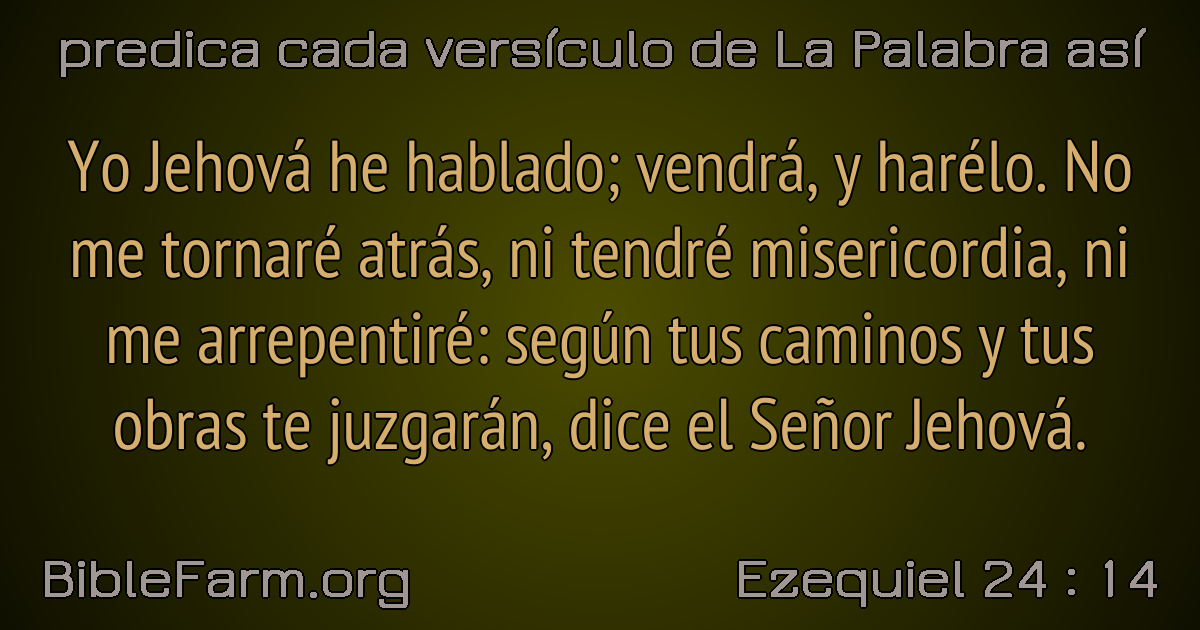 predica cada versículo de La Palabra así
Yo Jehová he hablado; vendrá, y harélo. No
me tornaré atrás, ni tendré misericordia, ni
me arrepentiré: según tus caminos y tus
obras te juzgarán, dice el Señor Jehová.
BibleFarm.org
Ezequiel 24 : 14